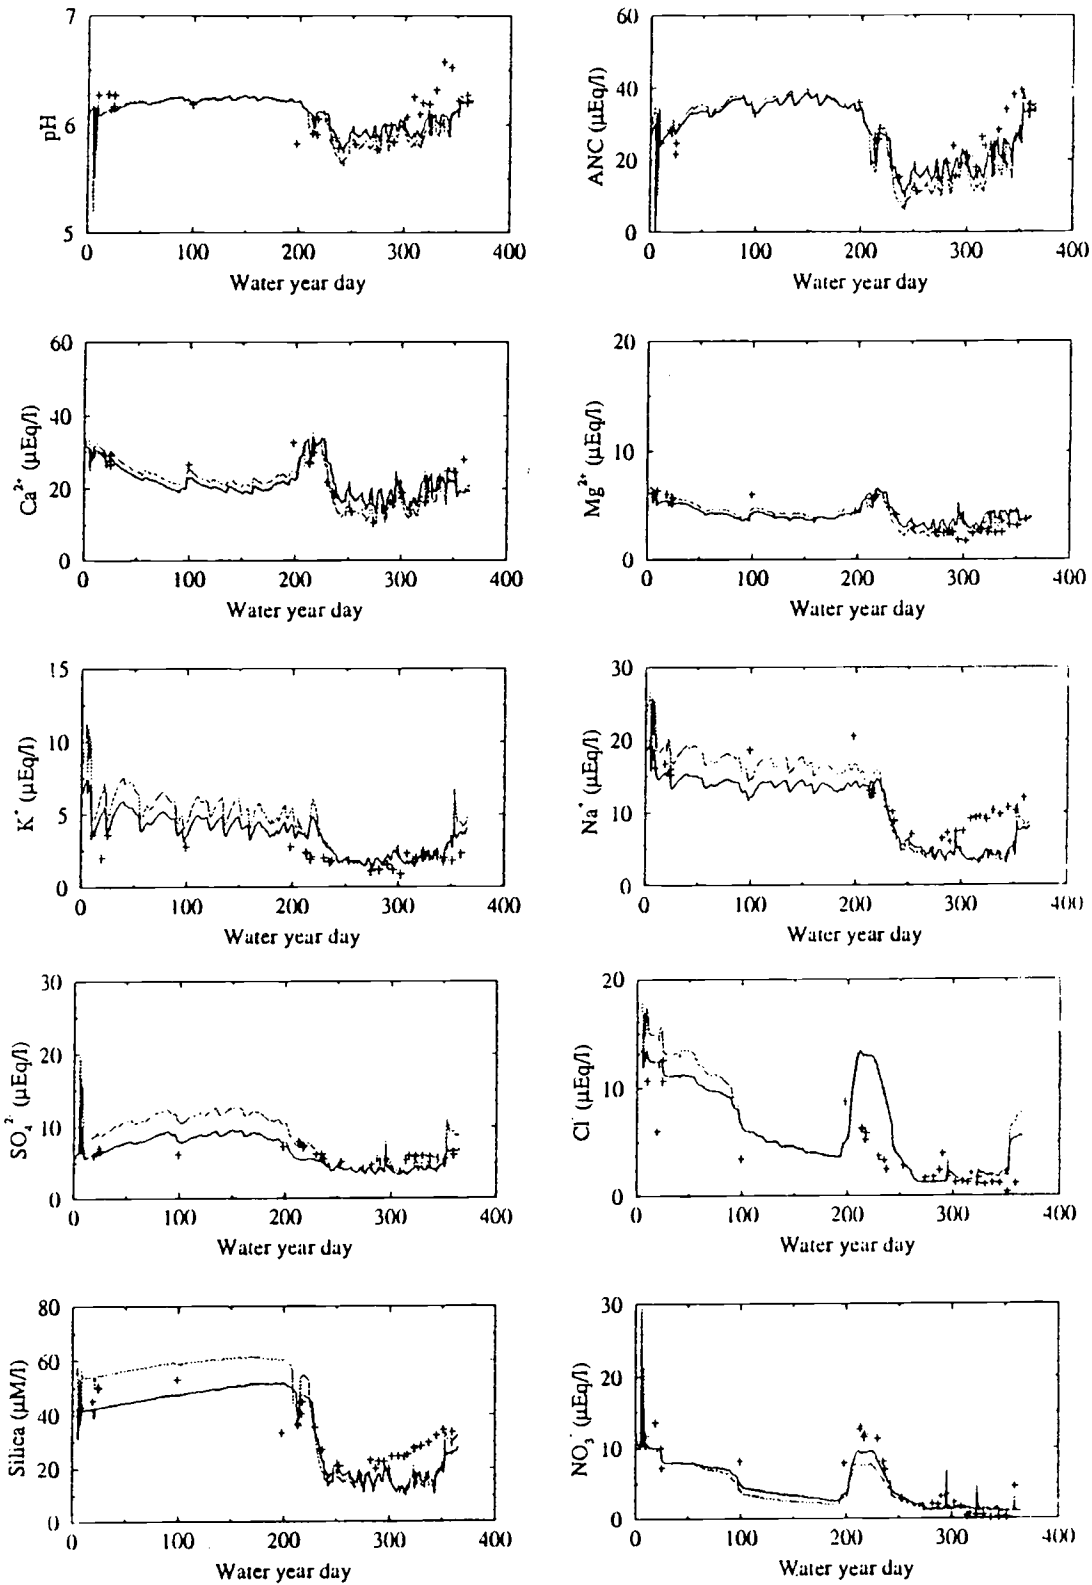 7
6
5
pH
0 100 200 300 400
Water year day
60
40
20
0
ANC (µEq/l)
0 100 200 300 400
Water year day
60
40
20
0
Ca²⁺ (µEq/l)
0 100 200 300 400
Water year day
20
10
5
0
Mg²⁺ (µEq/l)
0 100 200 300 400
Water year day
15
10
5
0
K⁺ (µEq/l)
0 100 200 300 400
Water year day
30
20
10
0
Na⁺ (µEq/l)
0 100 200 300 400
Water year day
30
20
10
0
SO₄²⁻ (µEq/l)
0 100 200 300 400
Water year day
20
10
5
0
Cl⁻ (µEq/l)
0 100 200 300 400
Water year day
80
60
40
20
0
Silica (µM/l)
0 100 200 300 400
Water year day
30
20
10
0
NO₃⁻ (µEq/l)
0 100 200 300 400
Water year day